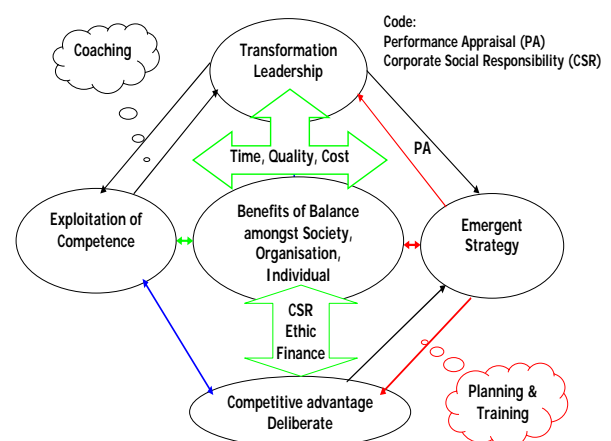 Coaching
Transformation
Leadership
Code:
Performance Appraisal (PA)
Corporate Social Responsibility (CSR)
Time, Quality, Cost
PA
Exploitation of
Competence
Benefits of Balance
amongst Society,
Organisation,
Individual
Emergent
Strategy
CSR
Ethic
Finance
Competitive advantage
Deliberate
Planning &
Training